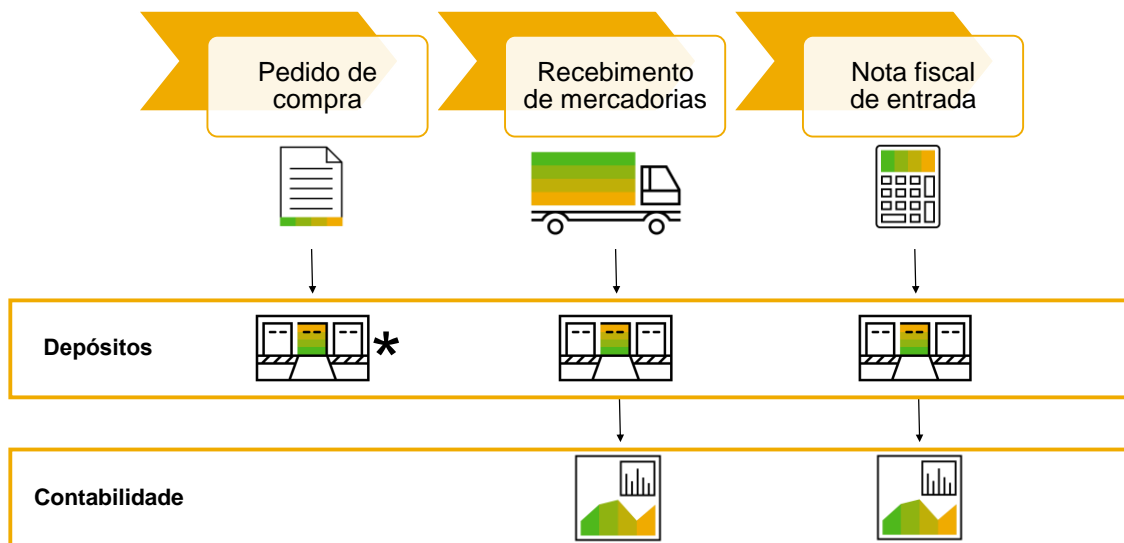 Pedido de
compra
Recebimento
de mercadorias
Nota fiscal
de entrada
Depósitos
*
Contabilidade